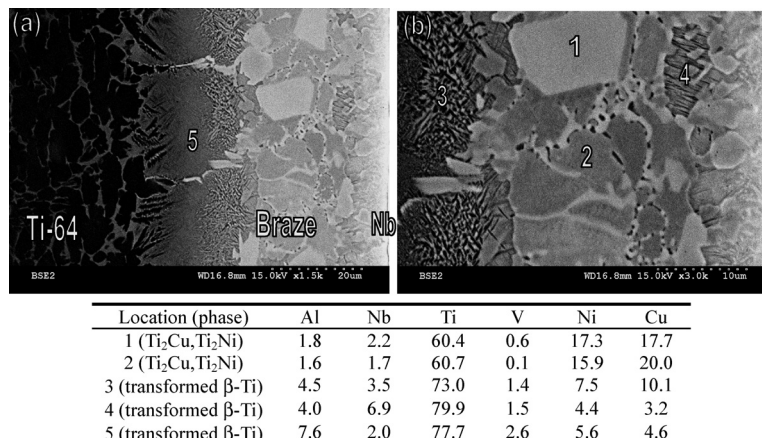 (a)
5
Ti-64
Braze
Nb
BSE2 WD16.8mm 15.0kV x1.5k 20um
(b)
1
3
4
2
BSE2 WD16.8mm 15.0kV x3.0k 10um
Location (phase) Al Nb Ti V Ni Cu
1 (Ti₂Cu,Ti₂Ni) 1.8 2.2 60.4 0.6 17.3 17.7
2 (Ti₂Cu,Ti₂Ni) 1.6 1.7 60.7 0.1 15.9 20.0
3 (transformed β-Ti) 4.5 3.5 73.0 1.4 7.5 10.1
4 (transformed β-Ti) 4.0 6.9 79.9 1.5 4.4 3.2
5 (transformed β-Ti) 7.6 2.0 77.7 2.6 5.6 4.6